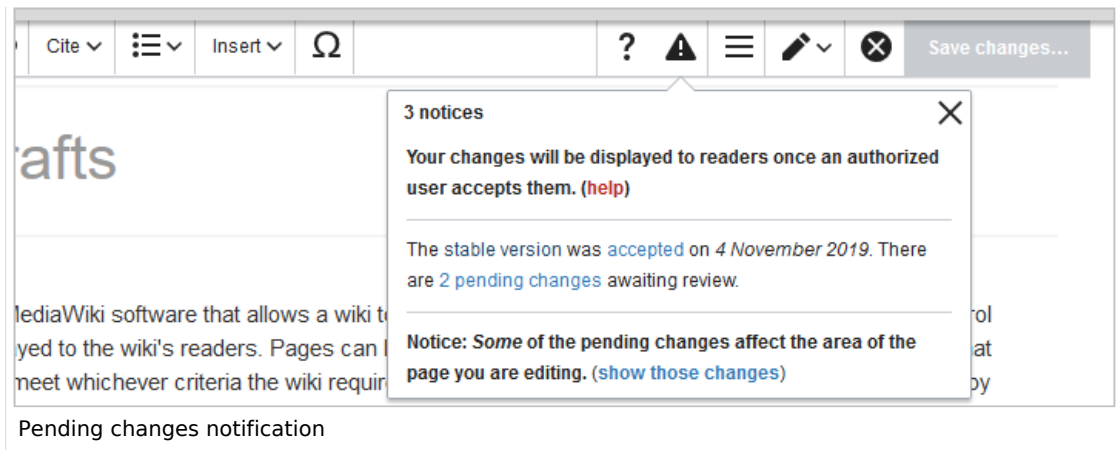 Cite Insert Ω ? Save changes...
3 notices
rafts
Your changes will be displayed to readers once an authorized
user accepts them. (help)
The stable version was accepted on 4 November 2019. There
are 2 pending changes awaiting review.
MediaWiki software that allows a wiki to
rol
Notice: Some of the pending changes affect the area of the
yed to the wiki's readers. Pages can
at
page you are editing. (show those changes)
meet whichever criteria the wiki requir
by
Pending changes notification